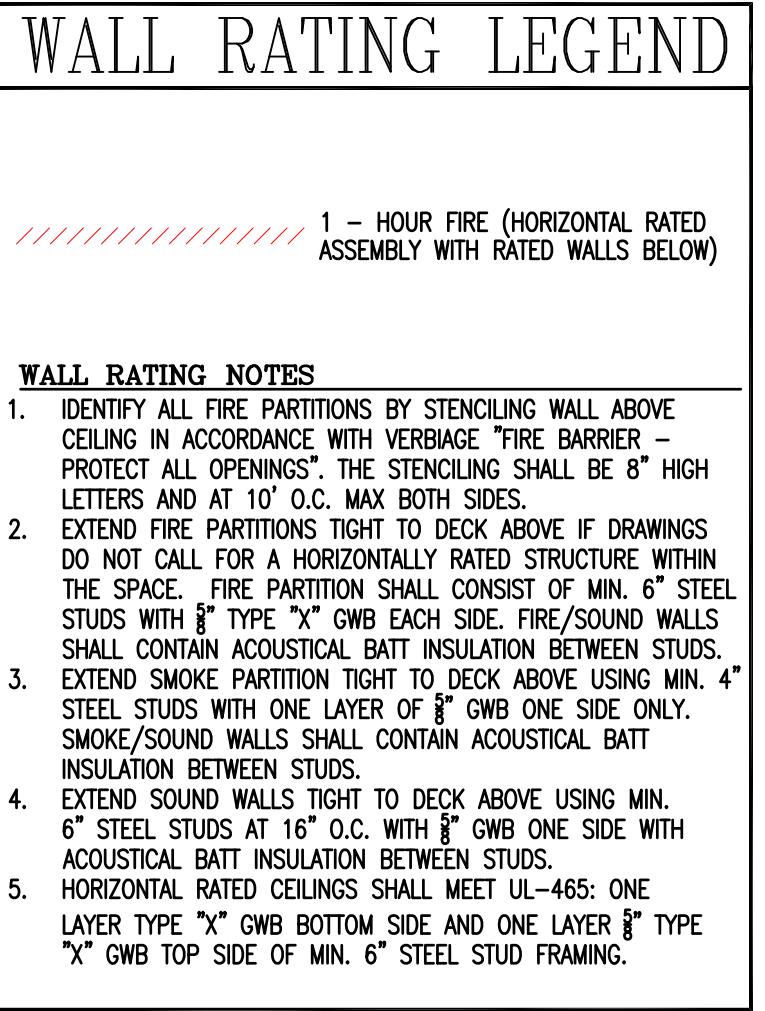 WALL RATING LEGEND
1 – HOUR FIRE (HORIZONTAL RATED
ASSEMBLY WITH RATED WALLS BELOW)
WALL RATING NOTES
1. IDENTIFY ALL FIRE PARTITIONS BY STENCILING WALL ABOVE
CEILING IN ACCORDANCE WITH VERBIAGE "FIRE BARRIER –
PROTECT ALL OPENINGS". THE STENCILING SHALL BE 8" HIGH
LETTERS AND AT 10' O.C. MAX BOTH SIDES.
2. EXTEND FIRE PARTITIONS TIGHT TO DECK ABOVE IF DRAWINGS
DO NOT CALL FOR A HORIZONTALLY RATED STRUCTURE WITHIN
THE SPACE. FIRE PARTITION SHALL CONSIST OF MIN. 6" STEEL
STUDS WITH 5/8" TYPE "X" GWB EACH SIDE. FIRE/SOUND WALLS
SHALL CONTAIN ACOUSTICAL BATT INSULATION BETWEEN STUDS.
3. EXTEND SMOKE PARTITION TIGHT TO DECK ABOVE USING MIN. 4"
STEEL STUDS WITH ONE LAYER OF 5/8" GWB ONE SIDE ONLY.
SMOKE/SOUND WALLS SHALL CONTAIN ACOUSTICAL BATT
INSULATION BETWEEN STUDS.
4. EXTEND SOUND WALLS TIGHT TO DECK ABOVE USING MIN.
6" STEEL STUDS AT 16" O.C. WITH 5/8" GWB ONE SIDE WITH
ACOUSTICAL BATT INSULATION BETWEEN STUDS.
5. HORIZONTAL RATED CEILINGS SHALL MEET UL–465: ONE
LAYER TYPE "X" GWB BOTTOM SIDE AND ONE LAYER 5/8" TYPE
"X" GWB TOP SIDE OF MIN. 6" STEEL STUD FRAMING.